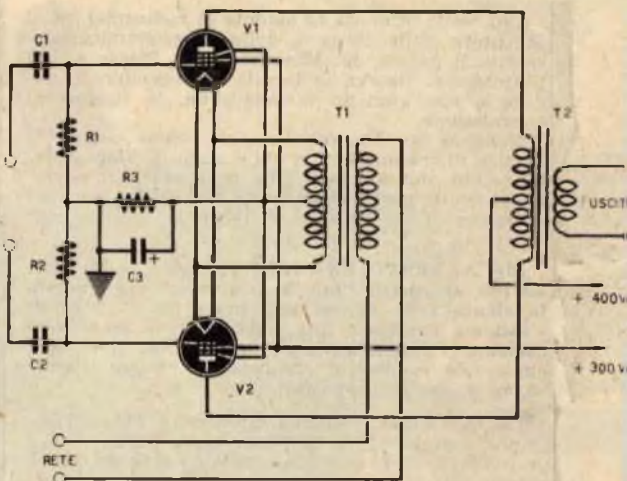 C1
V1
R1
T1
T2
R3
USCITA
R2
C3
+
+ 400V
C2
+ 300V
V2
RETE